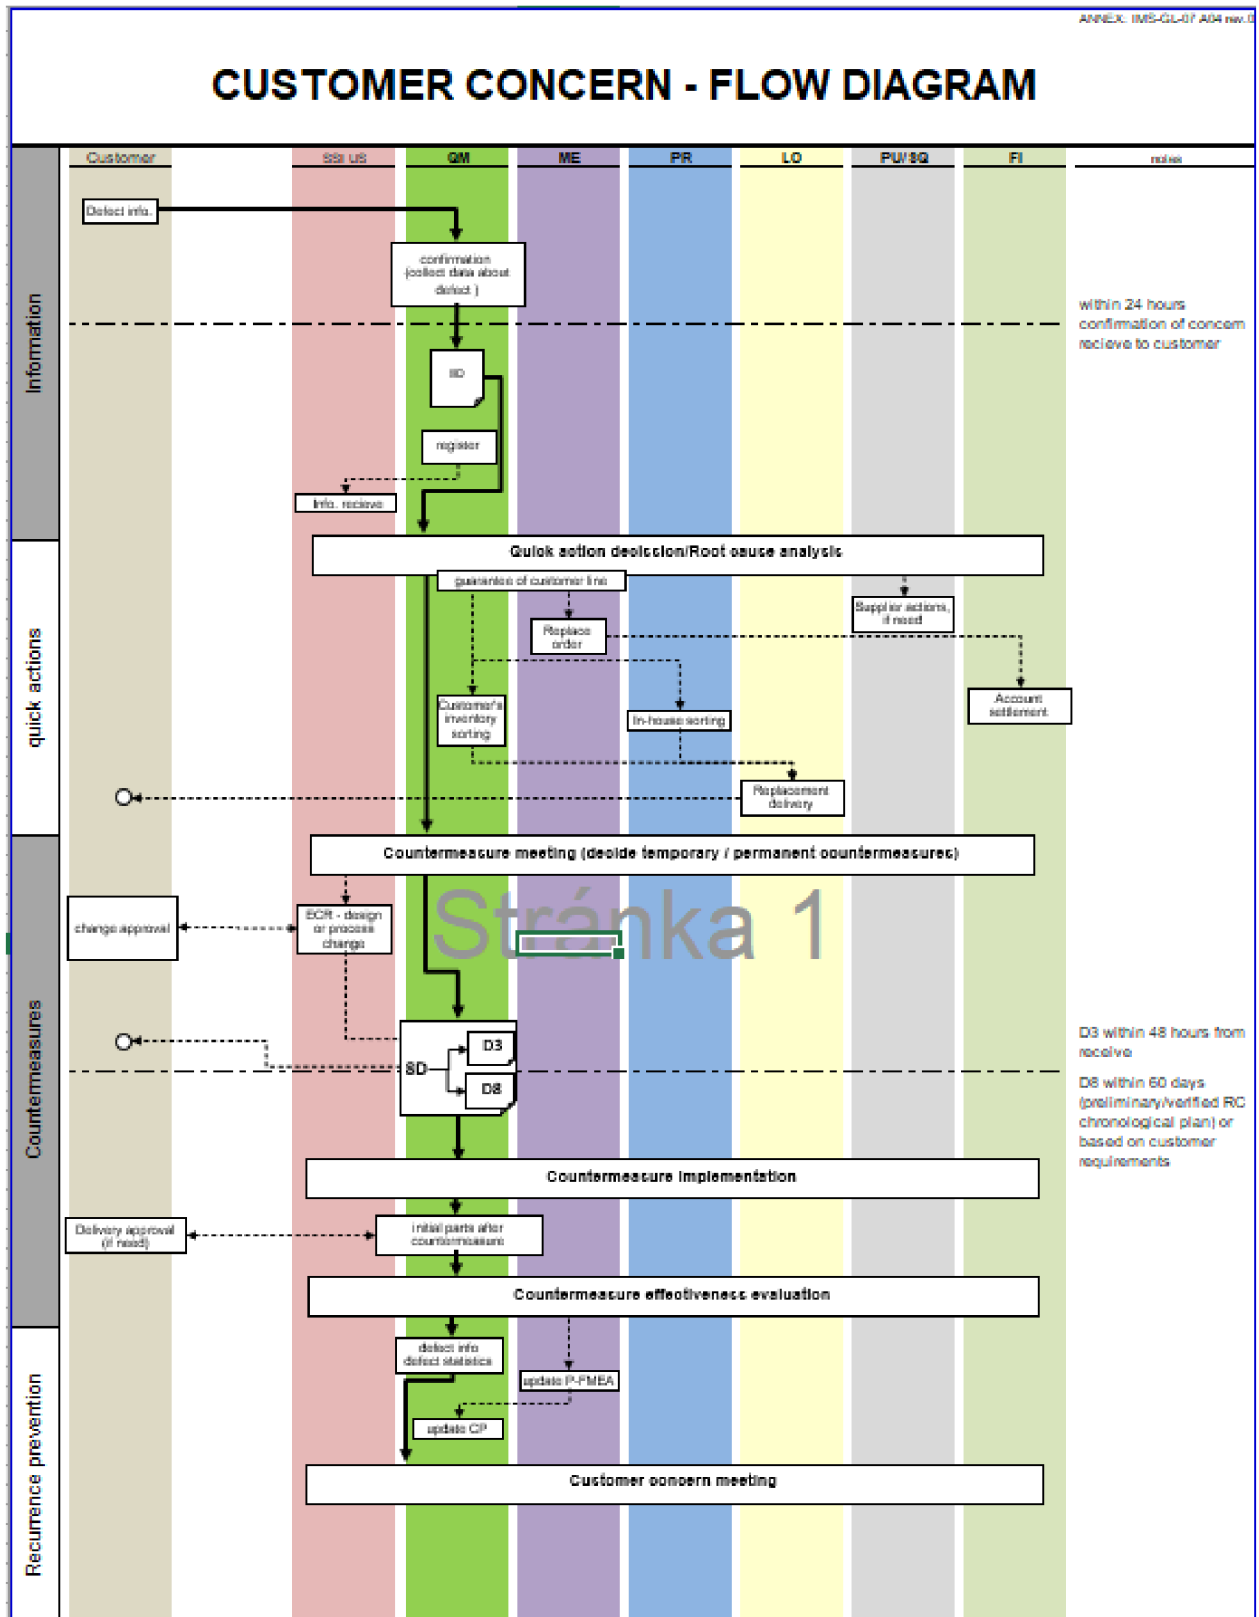 ANNEX: IMS-GL-07 A04 rev.0
CUSTOMER CONCERN - FLOW DIAGRAM
Customer
SSI US
QM
ME
PR
LO
PU/SQ
FI
notes
Information
Defect info.
confirmation
(collect data about
defect )
within 24 hours
confirmation of concern
recieve to customer
register
Info. recieve
quick actions
Quick action decission/Root cause analysis
guarantee of customer line
Supplier actions,
if need
Replace
order
Account
settlement
Customer's
inventory
sorting
In-house sorting
Replacement
delivery
Countermeasures
Countermeasure meeting (decide temporary / permanent countermeasures)
Stránka 1
change approval
ECR - design
or process
change
D3
8D
D8
D3 within 48 hours from
receive
D8 within 60 days
(preliminary/verified RC
chronological plan) or
based on customer
requirements
Countermeasure implementation
Delivery approval
(if need)
initial parts after
countermeasure
Countermeasure effectiveness evaluation
Recurrence prevention
defect info
defect statistics
update P-FMEA
update CP
Customer concern meeting